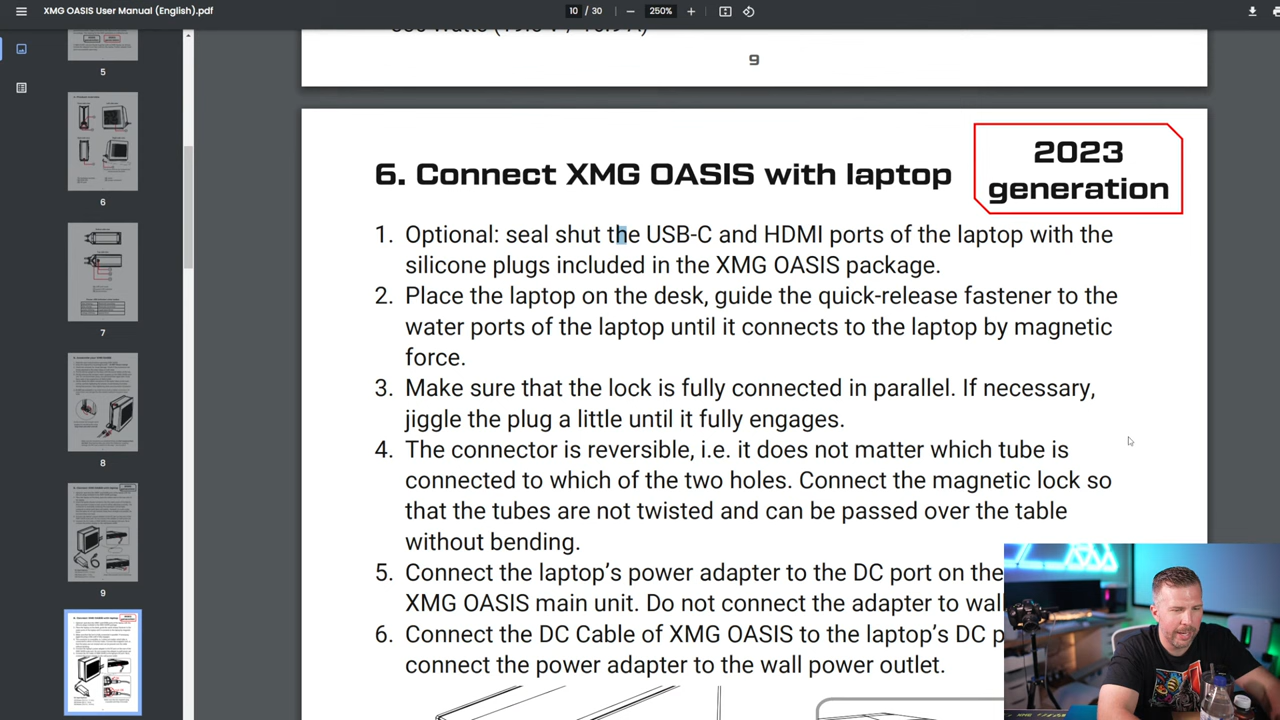 XMG OASIS User Manual (English).pdf
10 / 30
250%
5
6
7
8
9
9
6. Connect XMG OASIS with laptop
2023
generation
1. Optional: seal shut the USB-C and HDMI ports of the laptop with the
silicone plugs included in the XMG OASIS package.
2. Place the laptop on the desk, guide the quick-release fastener to the
water ports of the laptop until it connects to the laptop by magnetic
force.
3. Make sure that the lock is fully connected in parallel. If necessary,
jiggle the plug a little until it fully engages.
4. The connector is reversible, i.e. it does not matter which tube is
connected to which of the two holes. Connect the magnetic lock so
that the tubes are not twisted and can be passed over the table
without bending.
5. Connect the laptop's power adapter to the DC port on the
XMG OASIS main unit. Do not connect the adapter to wal
6. Connect the DC Cable of XMG OASIS to the laptop's DC p
connect the power adapter to the wall power outlet.